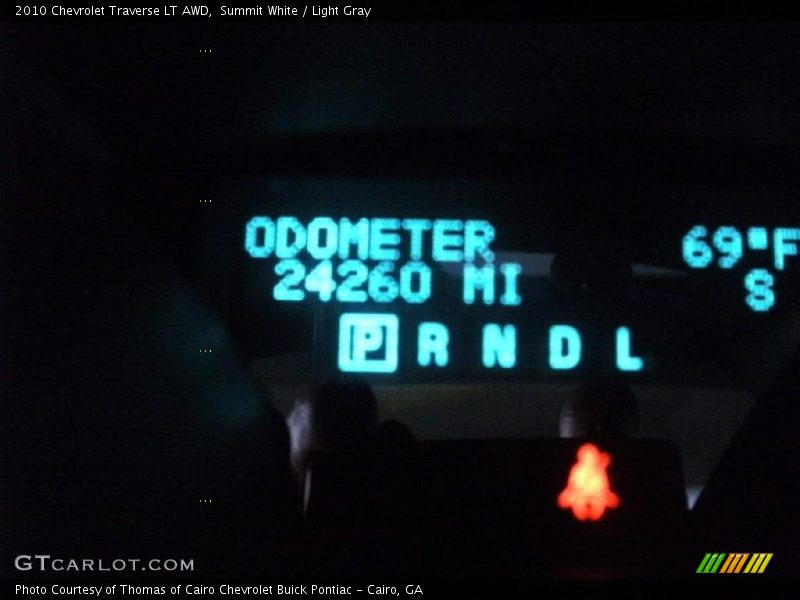 2010 Chevrolet Traverse LT AWD,  Summit White / Light Gray
ODOMETER 69°F
24260 MI S
P R N D L
GTCARLOT.COM
Photo Courtesy of Thomas of Cairo Chevrolet Buick Pontiac - Cairo, GA